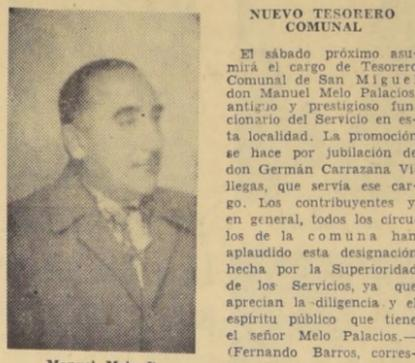 NUEVO TESORERO
COMUNAL
El sábado próximo asu-
mirá el cargo de Tesorero
Comunal de San Migue
don Manuel Melo Palacios
antiguo y prestigioso fun
cionario del Servicio en es-
ta localidad. La promoción
se hace por jubilación de
don Germán Carrazana Vi
llegas, que servía ese car-
go. Los contribuyentes y
en general, todos los círcu
los de la comuna han
aplaudido esta designación
hecha por la Superioridad
de los Servicios, ya que
aprecian la diligencia y el
espíritu público que tiene
el señor Melo Palacios.—
(Fernando Barros, corres-
Manuel Melo